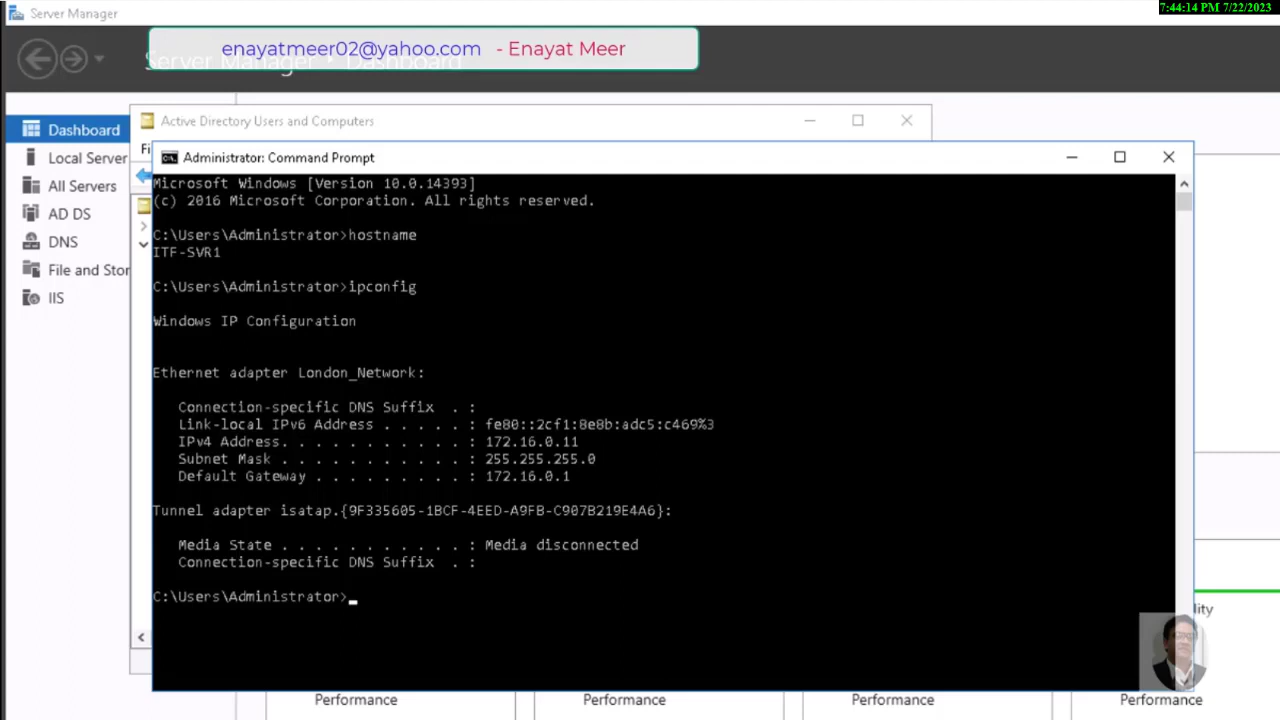 Server Manager
7:44:14 PM 7/22/2023
enayatmeer02@yahoo.com - Enayat Meer
Server Manager Dashboard
Dashboard
Local Server
All Servers
AD DS
DNS
File and Stor
IIS
Active Directory Users and Computers
Fi
Administrator: Command Prompt
Microsoft Windows [Version 10.0.14393]
(c) 2016 Microsoft Corporation. All rights reserved.
C:\Users\Administrator>hostname
ITF-SVR1
C:\Users\Administrator>ipconfig
Windows IP Configuration
Ethernet adapter London_Network:
Connection-specific DNS Suffix . :
Link-local IPv6 Address . . . . . : fe80::2cf1:8e8b:adc5:c469%3
IPv4 Address. . . . . . . . . . . : 172.16.0.11
Subnet Mask . . . . . . . . . . . : 255.255.255.0
Default Gateway . . . . . . . . . : 172.16.0.1
Tunnel adapter isatap.{9F335605-1BCF-4EED-A9FB-C907B219E4A6}:
Media State . . . . . . . . . . . : Media disconnected
Connection-specific DNS Suffix . :
C:\Users\Administrator>
lity
Performance
Performance
Performance
Performance